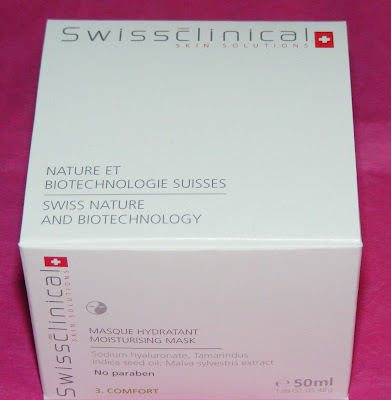 Swissclinical
SKIN SOLUTIONS
NATURE ET
BIOTECHNOLOGIE SUISSES
SWISS NATURE
AND BIOTECHNOLOGY
Swissclinical
SKIN SOLUTIONS
MASQUE HYDRATANT
MOISTURISING MASK
Sodium hyaluronate, Tamarindus
indica seed oil, Malva sylvestris extract
No paraben
3. COMFORT
℮ 50ml